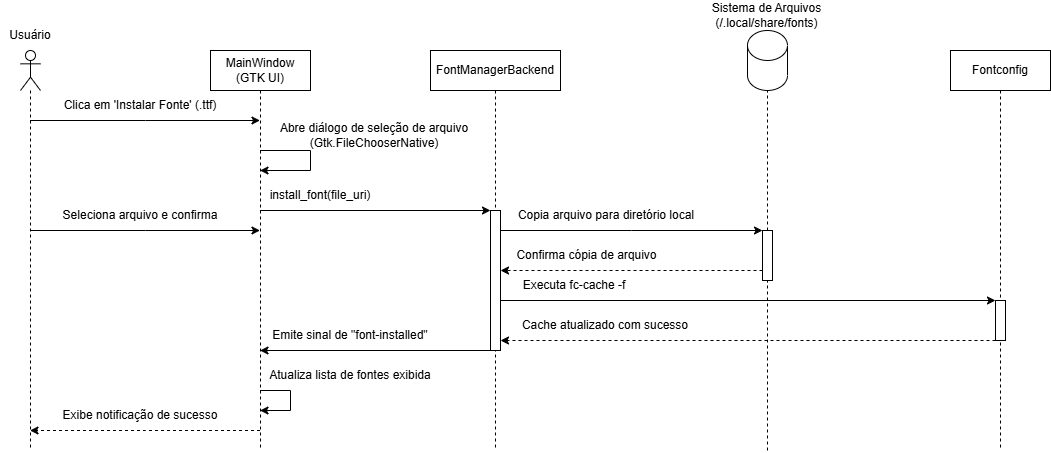 Sistema de Arquivos
(/.local/share/fonts)
Usuário
MainWindow
(GTK UI)
FontManagerBackend
Fontconfig
Clica em 'Instalar Fonte' (.ttf)
Abre diálogo de seleção de arquivo
(Gtk.FileChooserNative)
install_font(file_uri)
Seleciona arquivo e confirma
Copia arquivo para diretório local
Confirma cópia de arquivo
Executa fc-cache -f
Cache atualizado com sucesso
Emite sinal de "font-installed"
Atualiza lista de fontes exibida
Exibe notificação de sucesso